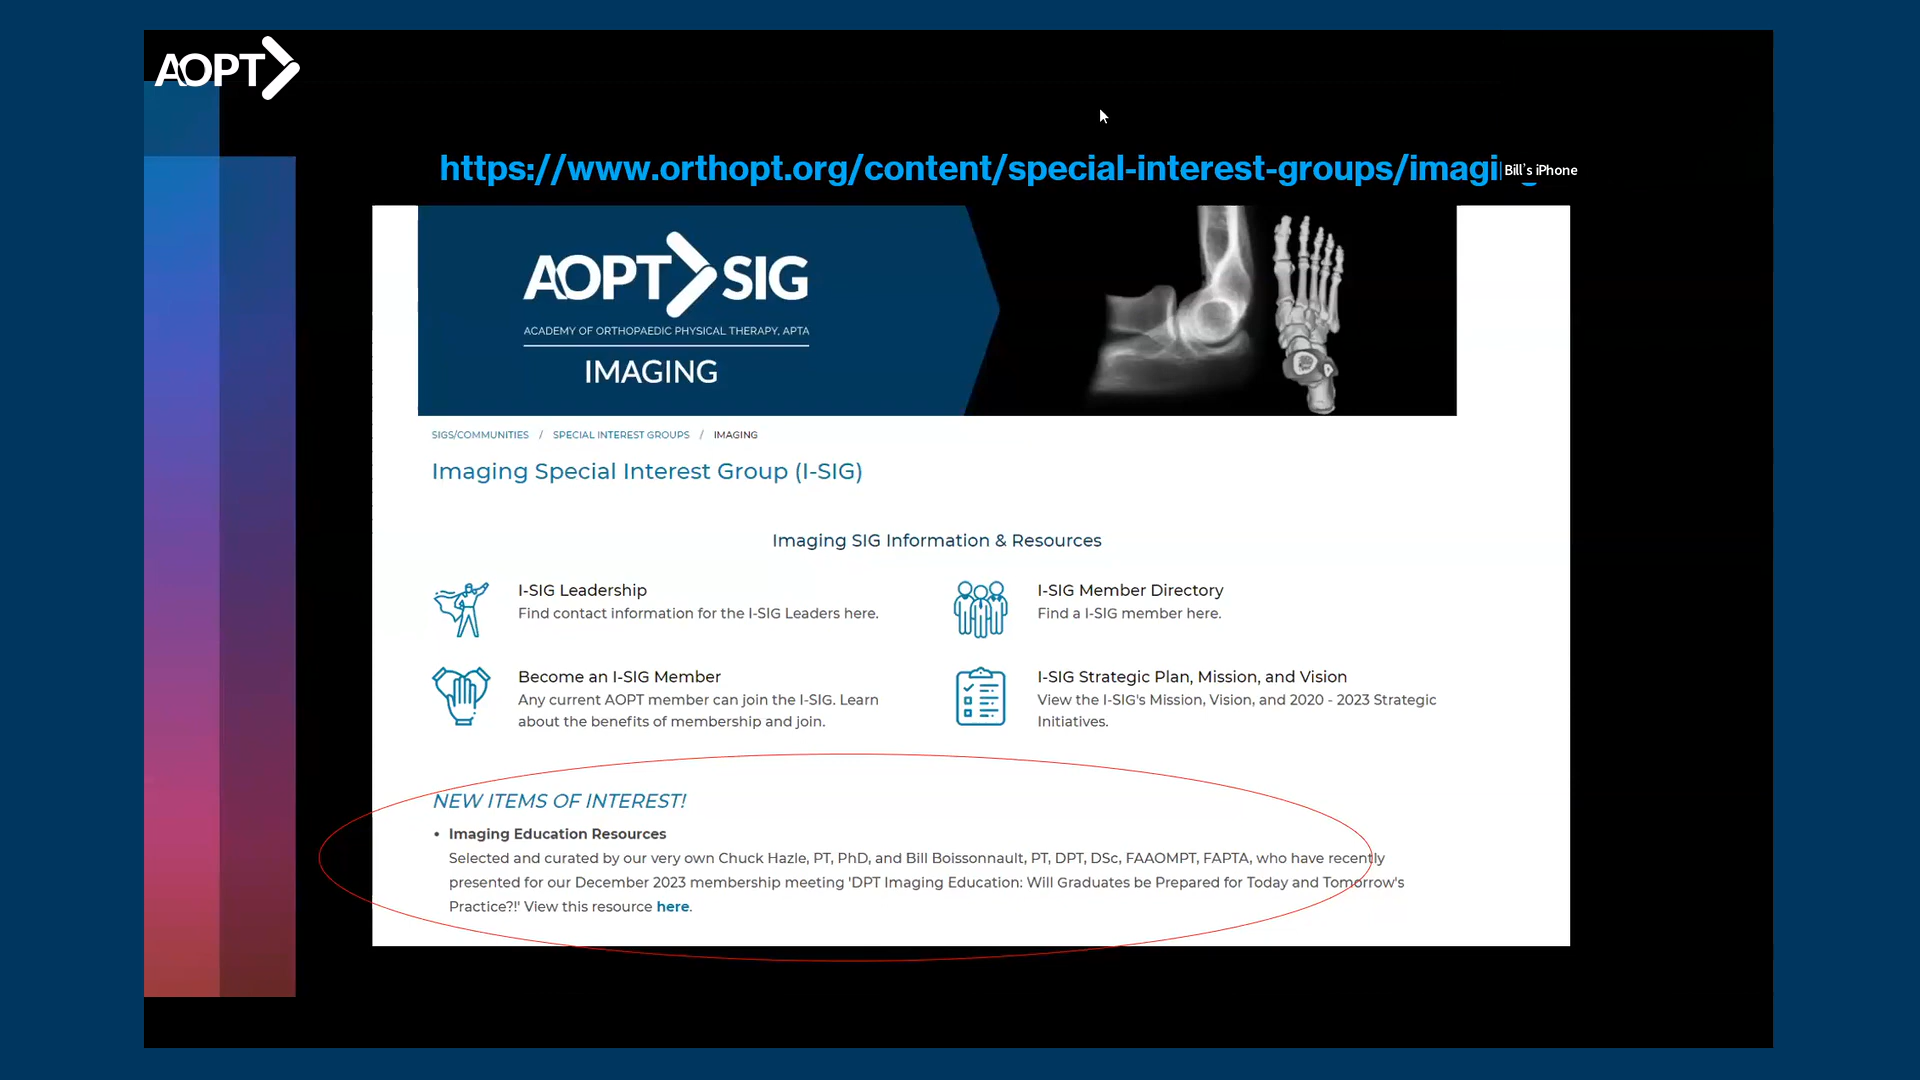 AOPT
https://www.orthopt.org/content/special-interest-groups/imagi
Bill's iPhone
AOPT SIG
ACADEMY OF ORTHOPAEDIC PHYSICAL THERAPY, APTA
IMAGING
SIGS/COMMUNITIES / SPECIAL INTEREST GROUPS / IMAGING
Imaging Special Interest Group (I-SIG)
Imaging SIG Information & Resources
I-SIG Leadership
Find contact information for the I-SIG Leaders here.
I-SIG Member Directory
Find a I-SIG member here.
Become an I-SIG Member
Any current AOPT member can join the I-SIG. Learn
about the benefits of membership and join.
I-SIG Strategic Plan, Mission, and Vision
View the I-SIG's Mission, Vision, and 2020 - 2023 Strategic
Initiatives.
NEW ITEMS OF INTEREST!
• Imaging Education Resources
Selected and curated by our very own Chuck Hazle, PT, PhD, and Bill Boissonnault, PT, DPT, DSc, FAAOMPT, FAPTA, who have recently
presented for our December 2023 membership meeting 'DPT Imaging Education: Will Graduates be Prepared for Today and Tomorrow's
Practice?!' View this resource here.